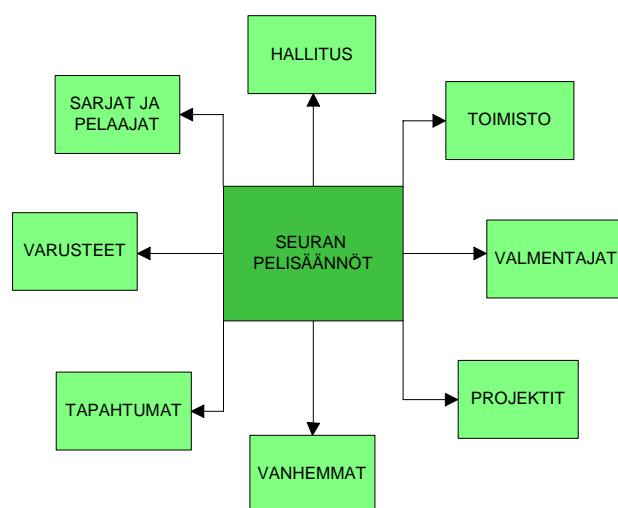 HALLITUS
SARJAT JA
PELAAJAT
TOIMISTO
SEURAN
PELISÄÄNNÖT
VARUSTEET
VALMENTAJAT
TAPAHTUMAT
PROJEKTIT
VANHEMMAT